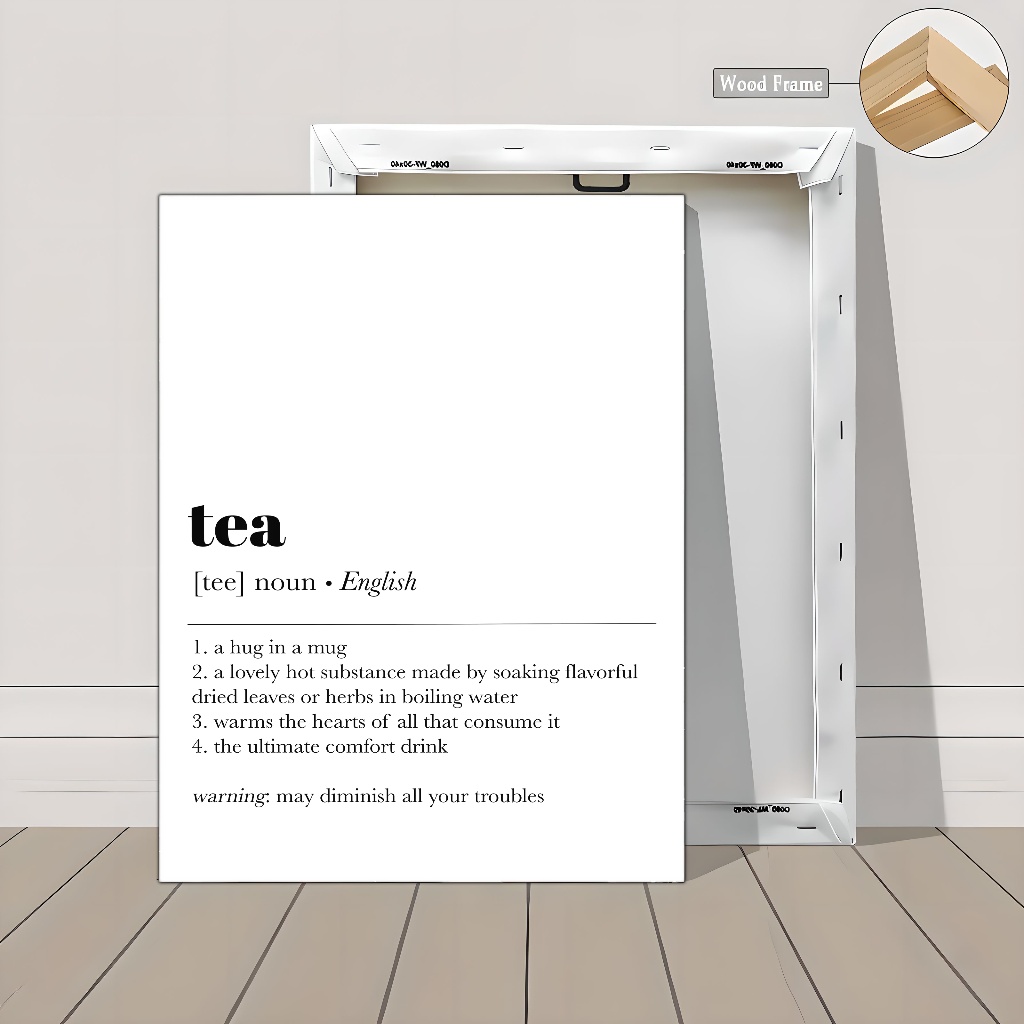 Wood Frame
tea
[tee] noun • English
1. a hug in a mug
2. a lovely hot substance made by soaking flavorful
dried leaves or herbs in boiling water
3. warms the hearts of all that consume it
4. the ultimate comfort drink
warning: may diminish all your troubles